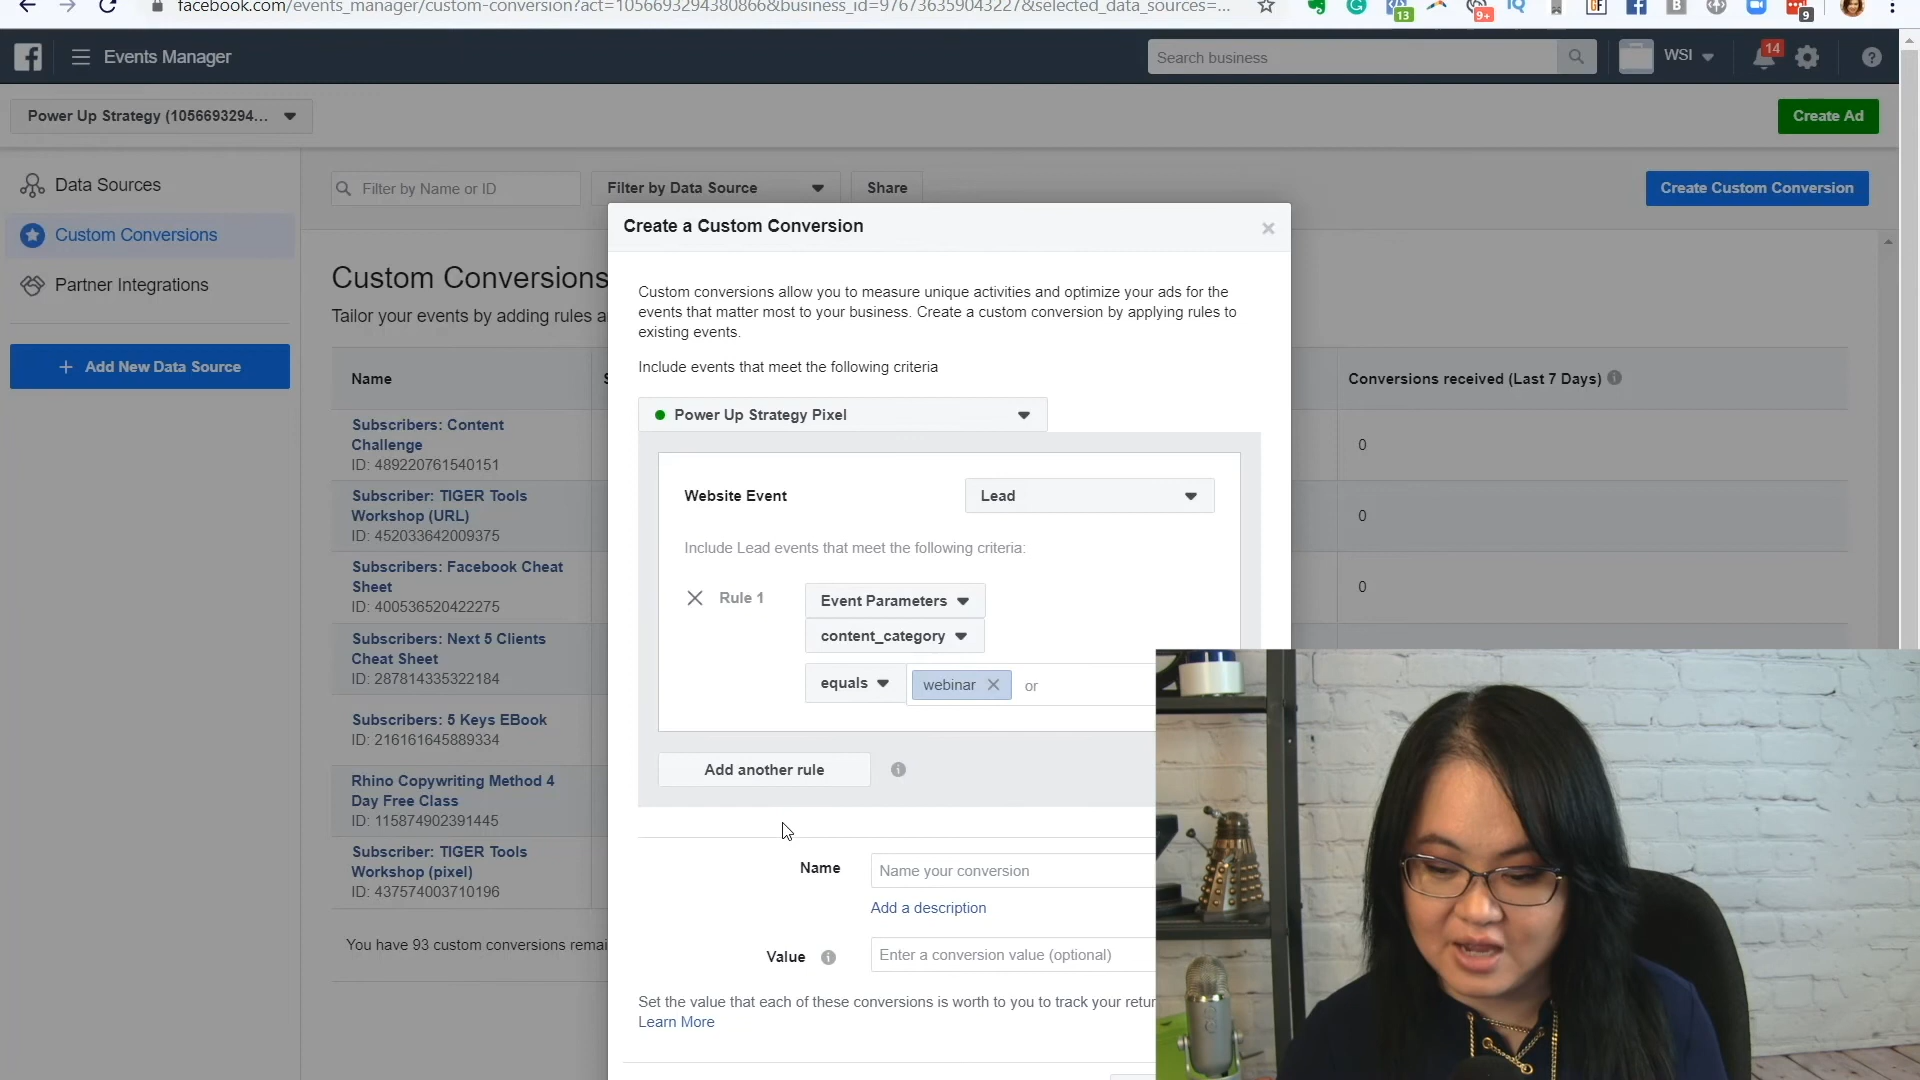 facebook.com/events_manager/custom-conversion?act=1056693294380866&business_id=976736359043227&selected_data_sources=...
13
9+
IQ
GF
B
9
Events Manager
Search business
WSI
14
Power Up Strategy (1056693294...
Create Ad
Data Sources
Custom Conversions
Partner Integrations
+ Add New Data Source
Filter by Name or ID
Filter by Data Source
Share
Create Custom Conversion
Custom Conversions
Tailor your events by adding rules a
Name
Conversions received (Last 7 Days)
Subscribers: Content
Challenge
ID: 489220761540151
0
Subscriber: TIGER Tools
Workshop (URL)
ID: 452033642009375
0
Subscribers: Facebook Cheat
Sheet
ID: 400536520422275
0
Subscribers: Next 5 Clients
Cheat Sheet
ID: 287814335322184
Subscribers: 5 Keys EBook
ID: 216161645889334
Rhino Copywriting Method 4
Day Free Class
ID: 115874902391445
Subscriber: TIGER Tools
Workshop (pixel)
ID: 437574003710196
You have 93 custom conversions remai
Create a Custom Conversion
Custom conversions allow you to measure unique activities and optimize your ads for the
events that matter most to your business. Create a custom conversion by applying rules to
existing events.
Include events that meet the following criteria
Power Up Strategy Pixel
Website Event
Lead
Include Lead events that meet the following criteria:
Rule 1
Event Parameters
content_category
equals
webinar
or
Add another rule
Name
Name your conversion
Add a description
Value
Enter a conversion value (optional)
Set the value that each of these conversions is worth to you to track your retur
Learn More